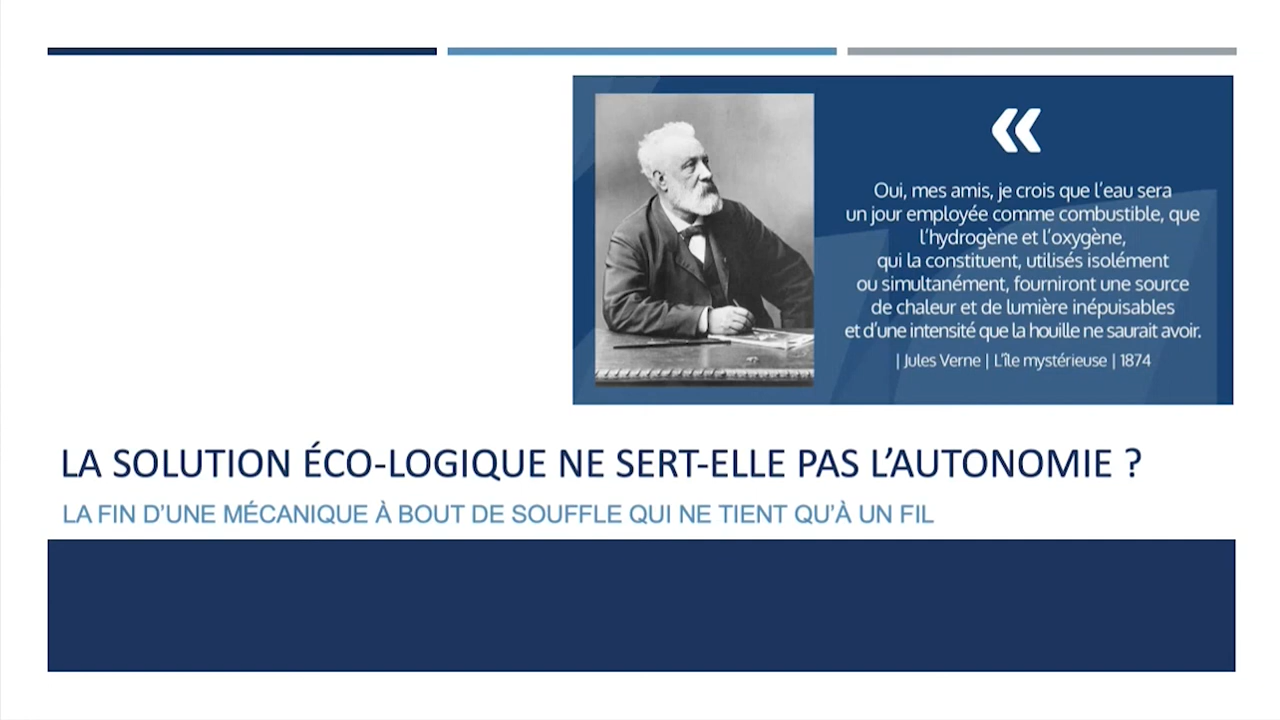 «
Oui, mes amis, je crois que l'eau sera
un jour employée comme combustible, que
l'hydrogène et l'oxygène,
qui la constituent, utilisés isolément
ou simultanément, fourniront une source
de chaleur et de lumière inépuisables
et d'une intensité que la houille ne saurait avoir.
| Jules Verne | L'île mystérieuse | 1874
LA SOLUTION ÉCO-LOGIQUE NE SERT-ELLE PAS L'AUTONOMIE ?
LA FIN D'UNE MÉCANIQUE À BOUT DE SOUFFLE QUI NE TIENT QU'À UN FIL